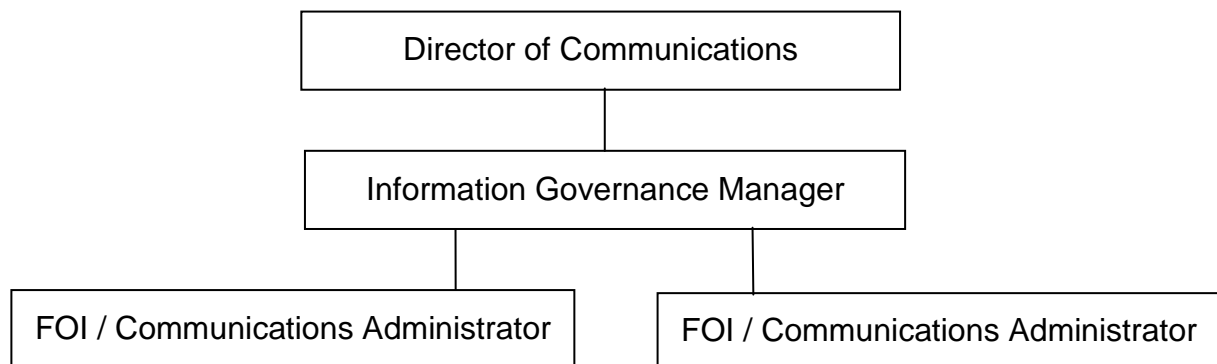 Director of Communications
Information Governance Manager
FOI / Communications Administrator
FOI / Communications Administrator